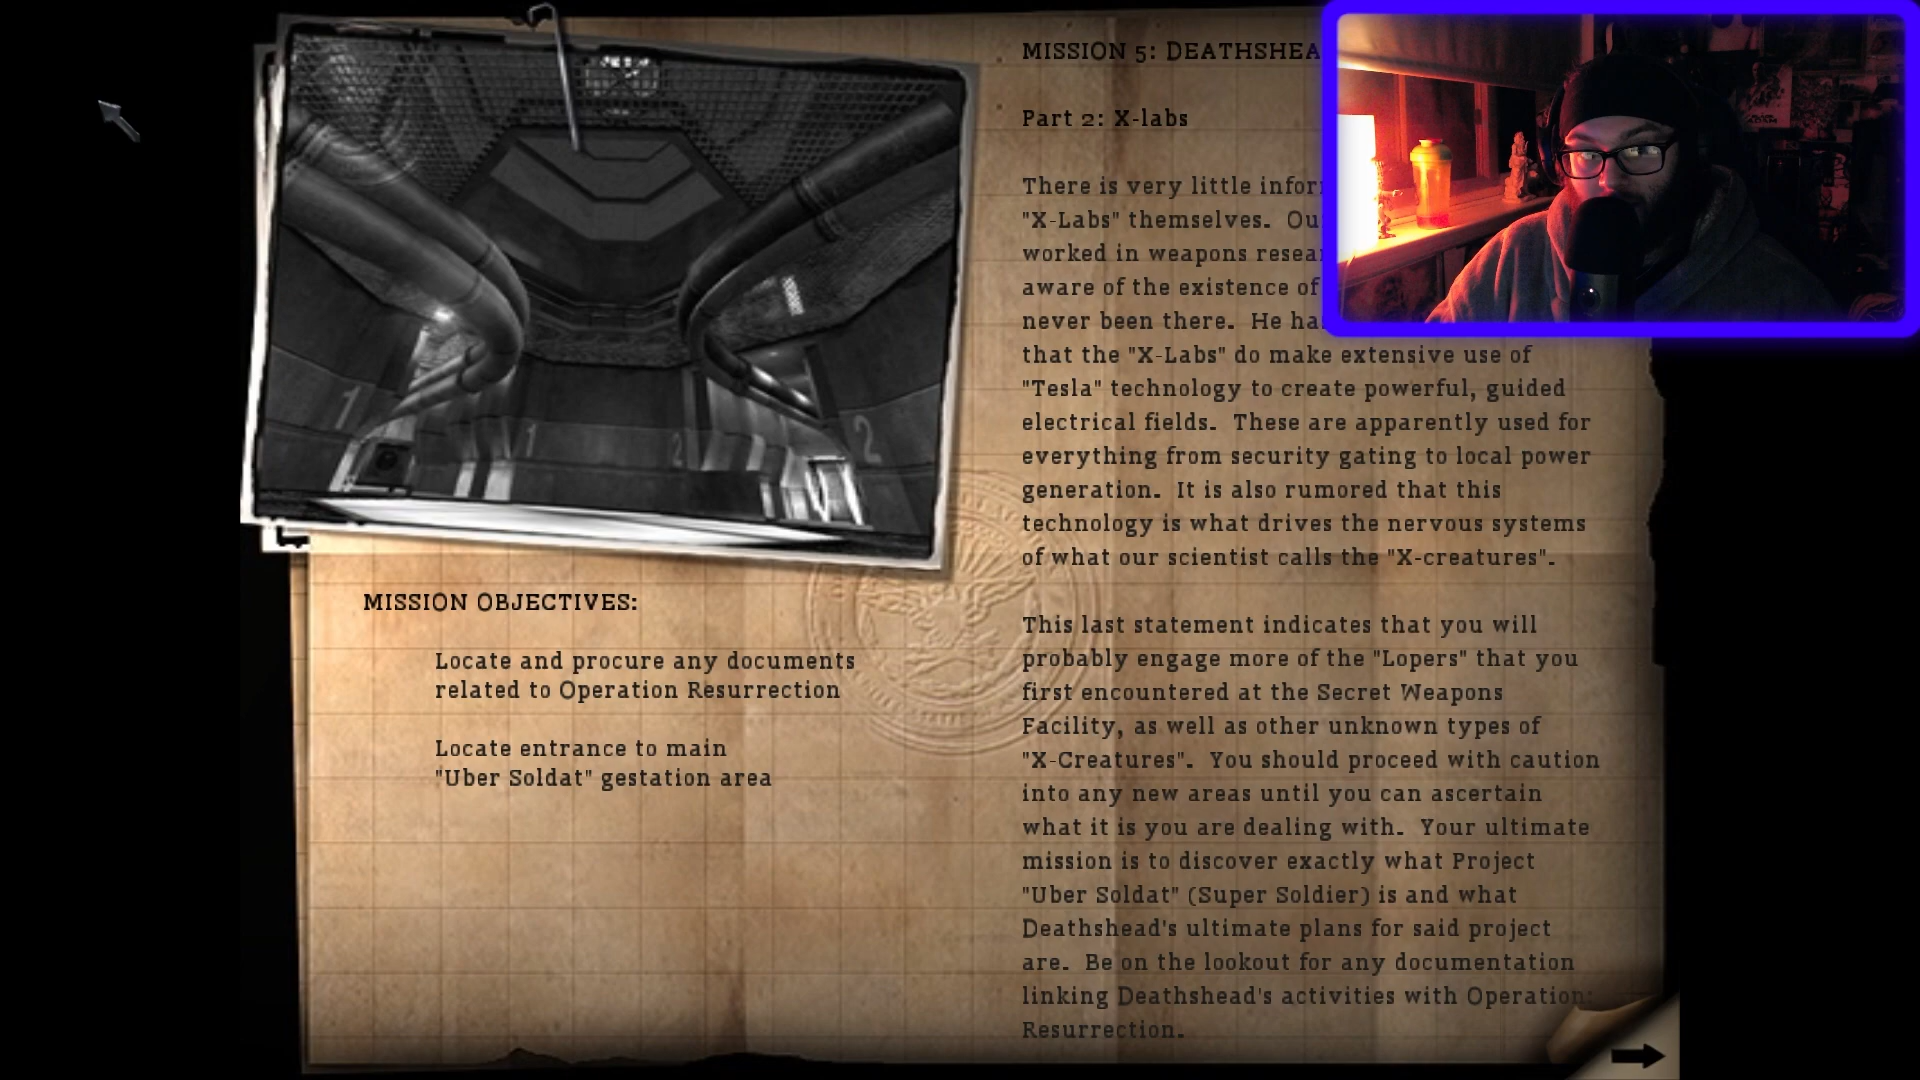 MISSION 5: DEATHSHEA
Part 2: X-labs
There is very little infor
"X-Labs" themselves. Ou
worked in weapons resear
aware of the existence of
never been there. He ha
that the "X-Labs" do make extensive use of
"Tesla" technology to create powerful, guided
electrical fields. These are apparently used for
everything from security gating to local power
generation. It is also rumored that this
technology is what drives the nervous systems
of what our scientist calls the "X-creatures".
This last statement indicates that you will
probably engage more of the "Lopers" that you
first encountered at the Secret Weapons
Facility, as well as other unknown types of
"X-Creatures". You should proceed with caution
into any new areas until you can ascertain
what it is you are dealing with. Your ultimate
mission is to discover exactly what Project
"Uber Soldat" (Super Soldier) is and what
Deathshead's ultimate plans for said project
are. Be on the lookout for any documentation
linking Deathshead's activities with Operation:
Resurrection.
MISSION OBJECTIVES:
Locate and procure any documents
related to Operation Resurrection
Locate entrance to main
"Uber Soldat" gestation area
1
1
2
2